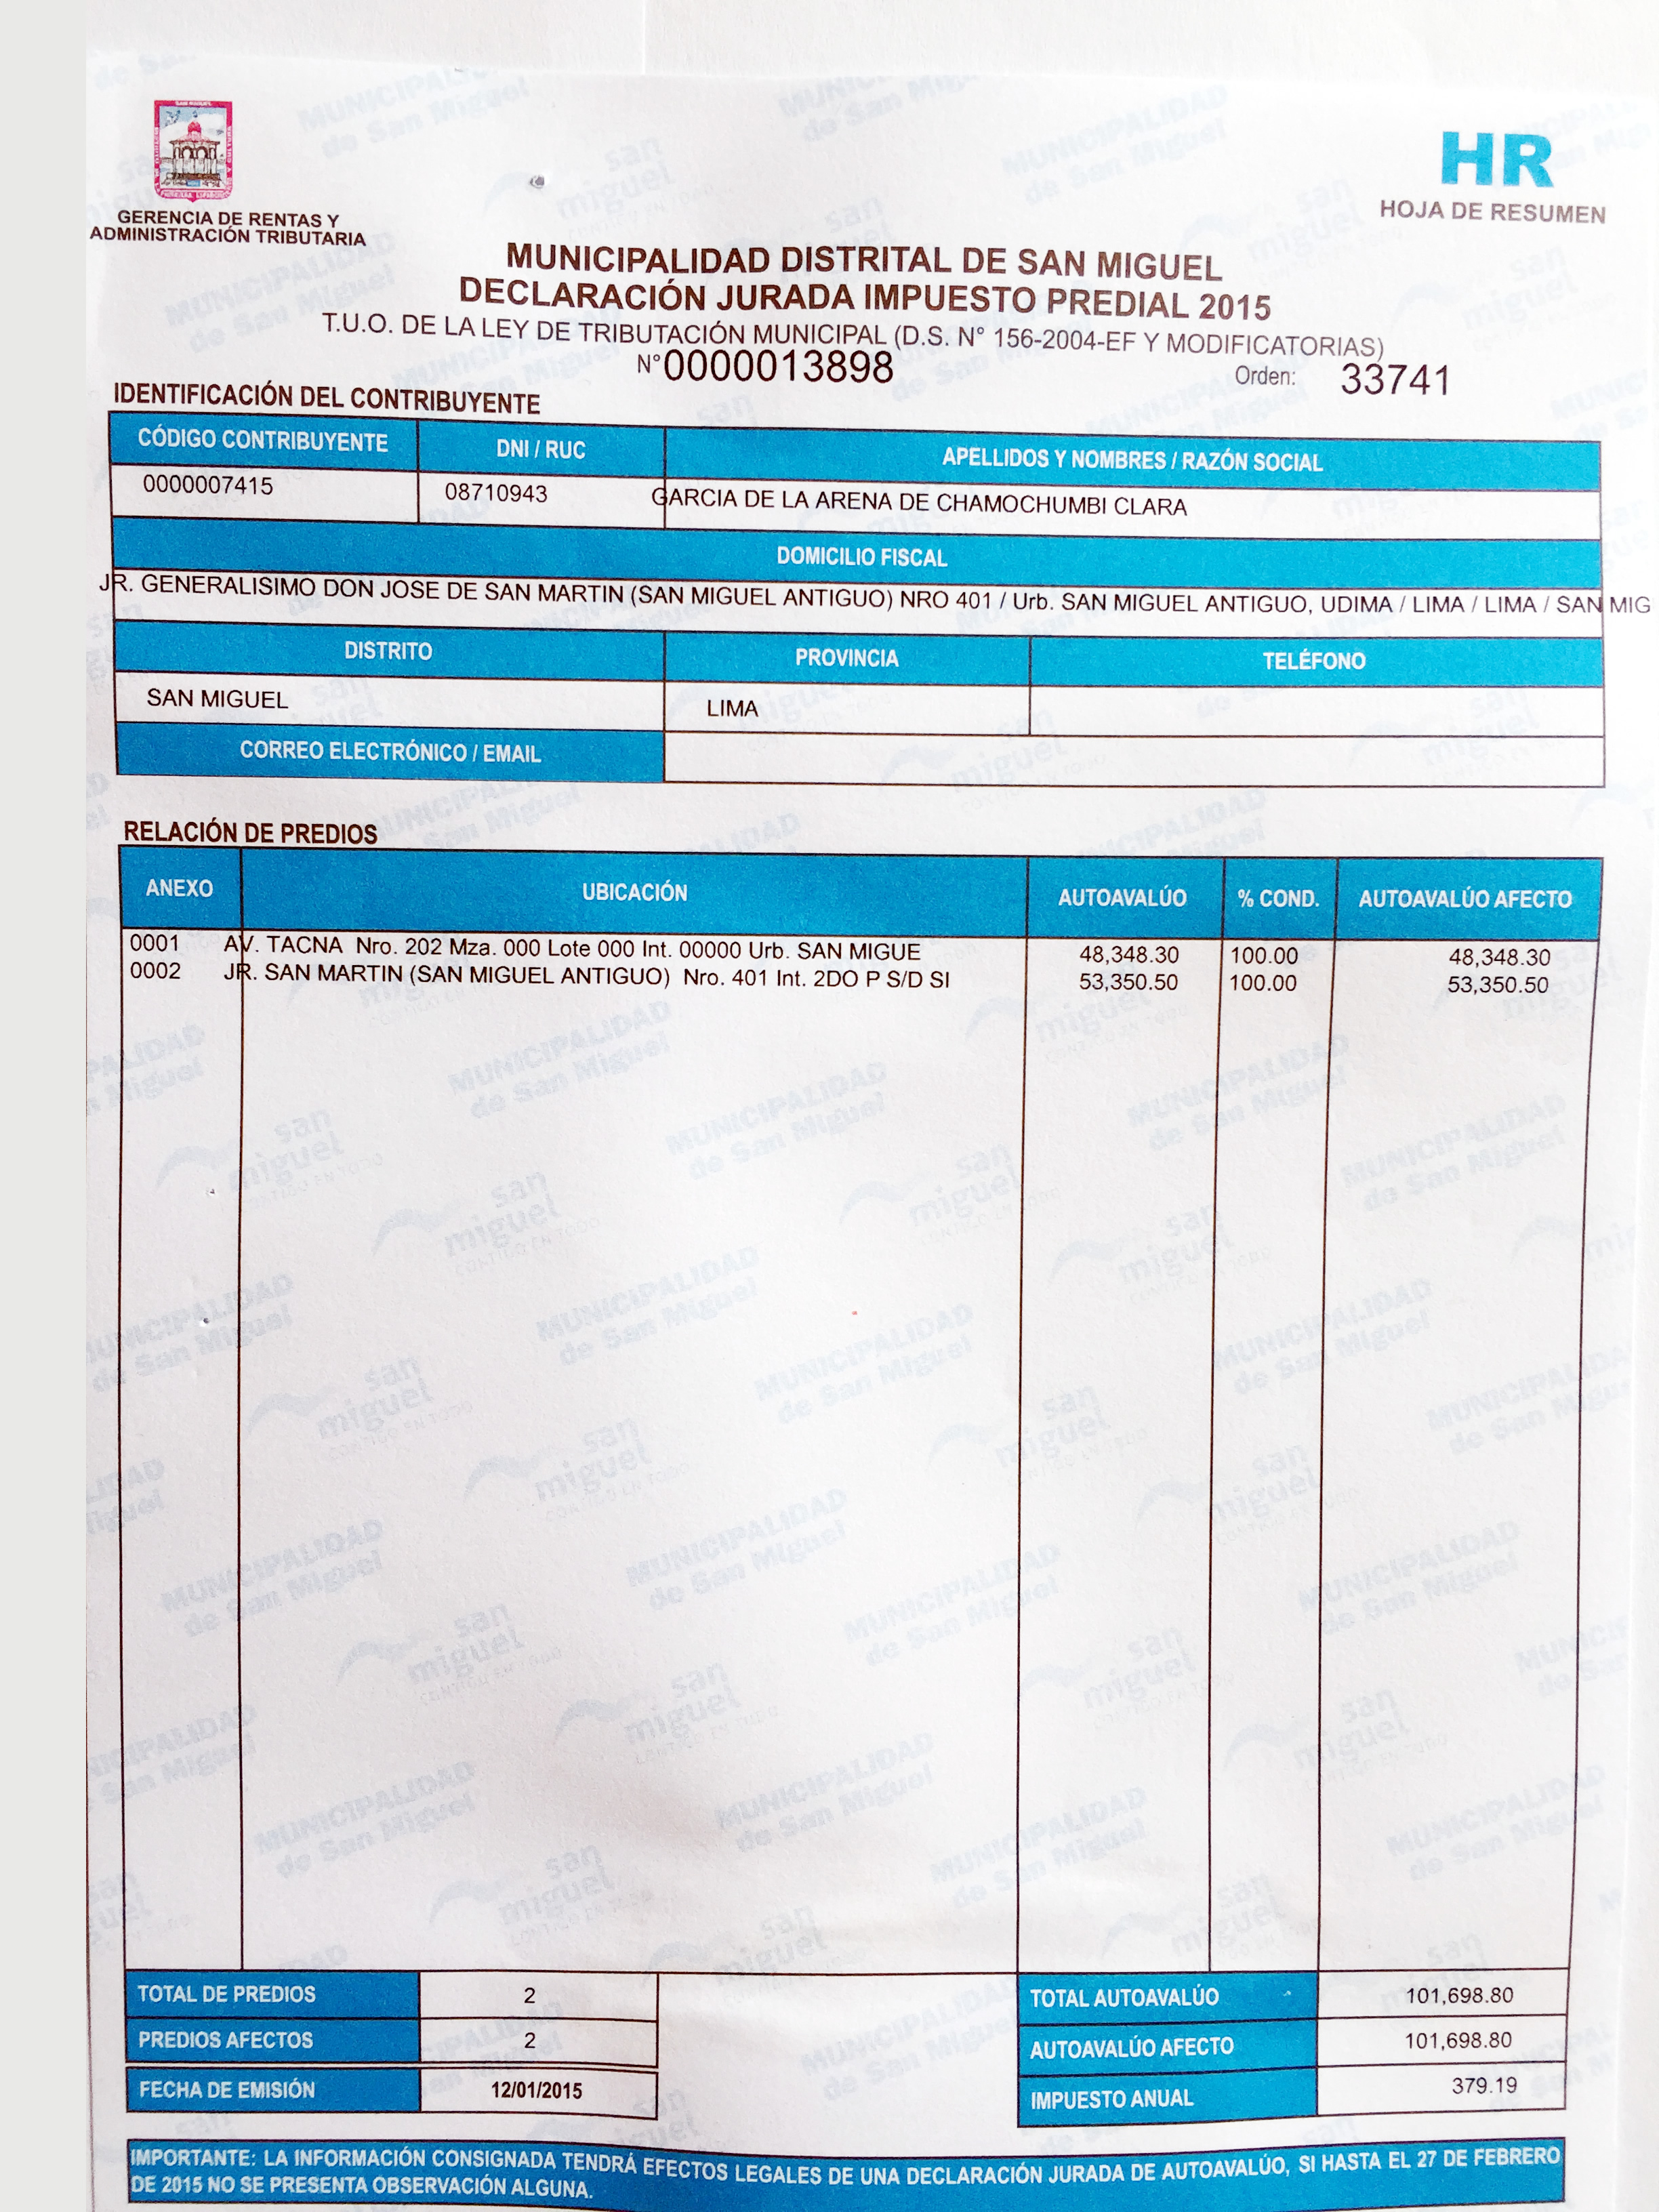 GERENCIA DE RENTAS Y
ADMINISTRACIÓN TRIBUTARIA
HR
HOJA DE RESUMEN
MUNICIPALIDAD DISTRITAL DE SAN MIGUEL
DECLARACIÓN JURADA IMPUESTO PREDIAL 2015
T.U.O. DE LA LEY DE TRIBUTACIÓN MUNICIPAL (D.S. N° 156-2004-EF Y MODIFICATORIAS)
N° 0000013898 Orden: 33741
IDENTIFICACIÓN DEL CONTRIBUYENTE
CÓDIGO CONTRIBUYENTE DNI / RUC APELLIDOS Y NOMBRES / RAZÓN SOCIAL
0000007415 08710943 GARCIA DE LA ARENA DE CHAMOCHUMBI CLARA
DOMICILIO FISCAL
JR. GENERALISIMO DON JOSE DE SAN MARTIN (SAN MIGUEL ANTIGUO) NRO 401 / Urb. SAN MIGUEL ANTIGUO, UDIMA / LIMA / LIMA / SAN MIG
DISTRITO PROVINCIA TELÉFONO
SAN MIGUEL LIMA
CORREO ELECTRÓNICO / EMAIL
RELACIÓN DE PREDIOS
ANEXO UBICACIÓN AUTOAVALÚO % COND. AUTOAVALÚO AFECTO
0001 AV. TACNA Nro. 202 Mza. 000 Lote 000 Int. 00000 Urb. SAN MIGUE 48,348.30 100.00 48,348.30
0002 JR. SAN MARTIN (SAN MIGUEL ANTIGUO) Nro. 401 Int. 2DO P S/D SI 53,350.50 100.00 53,350.50
TOTAL DE PREDIOS 2 TOTAL AUTOAVALÚO 101,698.80
PREDIOS AFECTOS 2 AUTOAVALÚO AFECTO 101,698.80
FECHA DE EMISIÓN 12/01/2015 IMPUESTO ANUAL 379.19
IMPORTANTE: LA INFORMACIÓN CONSIGNADA TENDRÁ EFECTOS LEGALES DE UNA DECLARACIÓN JURADA DE AUTOAVALÚO, SI HASTA EL 27 DE FEBRERO
DE 2015 NO SE PRESENTA OBSERVACIÓN ALGUNA.